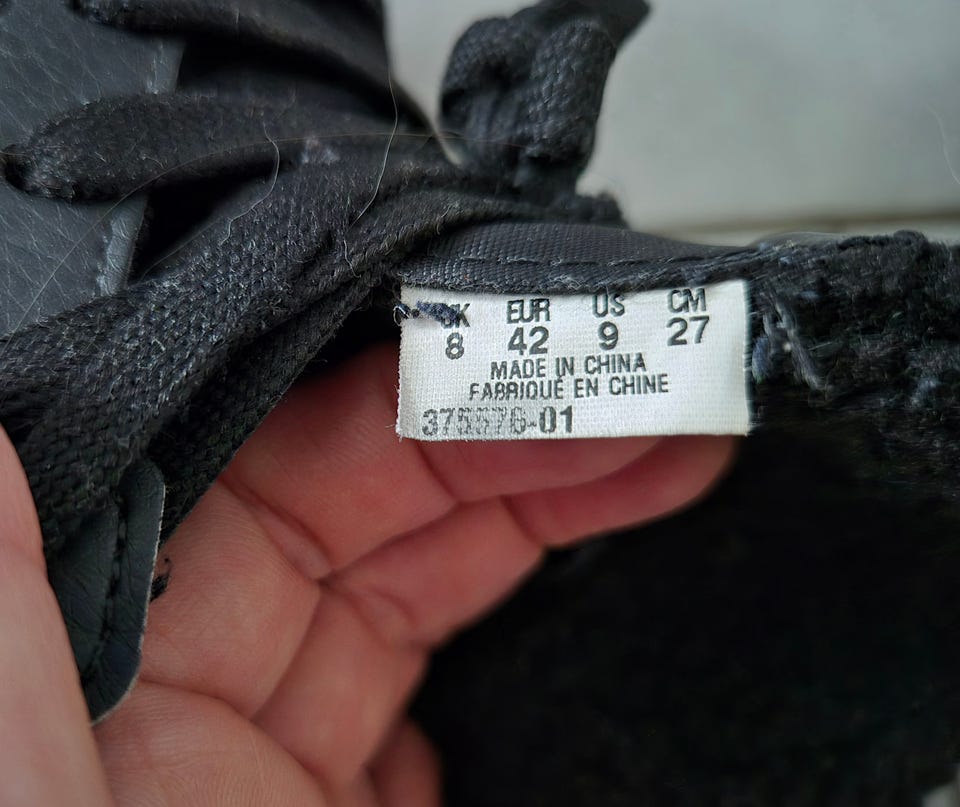 UK EUR US CM
8 42 9 27
MADE IN CHINA
FABRIQUÉ EN CHINE
375576-01